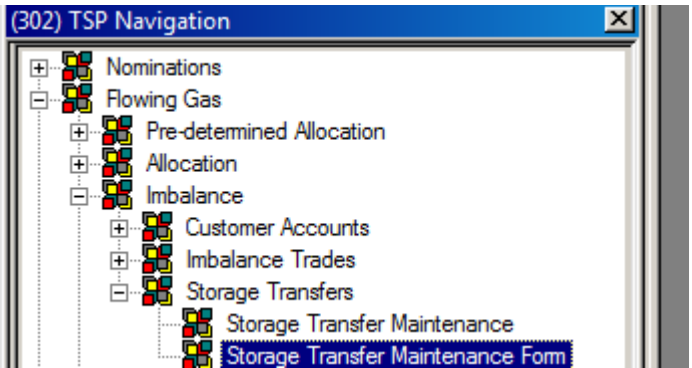 (302) TSP Navigation
Nominations
Flowing Gas
Pre-determined Allocation
Allocation
Imbalance
Customer Accounts
Imbalance Trades
Storage Transfers
Storage Transfer Maintenance
Storage Transfer Maintenance Form